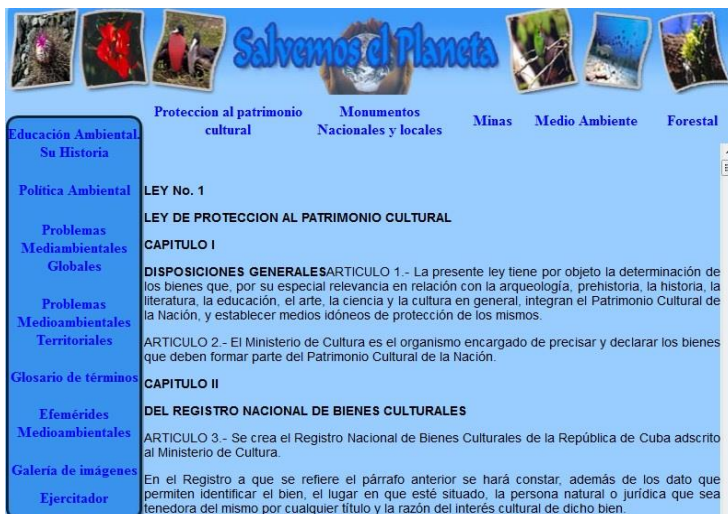 Salvemos el Planeta
Proteccion al patrimonio
cultural
Monumentos
Nacionales y locales
Minas
Medio Ambiente
Forestal
Educación Ambiental.
Su Historia
Política Ambiental
Problemas
Mediambientales
Globales
Problemas
Medioambientales
Territoriales
Glosario de términos
Efemérides
Medioambientales
Galería de imágenes
Ejercitador
LEY No. 1
LEY DE PROTECCION AL PATRIMONIO CULTURAL
CAPITULO I
DISPOSICIONES GENERALESARTICULO 1.- La presente ley tiene por objeto la determinación de
los bienes que, por su especial relevancia en relación con la arqueología, prehistoria, la historia, la
literatura, la educación, el arte, la ciencia y la cultura en general, integran el Patrimonio Cultural de
la Nación, y establecer medios idóneos de protección de los mismos.
ARTICULO 2.- El Ministerio de Cultura es el organismo encargado de precisar y declarar los bienes
que deben formar parte del Patrimonio Cultural de la Nación.
CAPITULO II
DEL REGISTRO NACIONAL DE BIENES CULTURALES
ARTICULO 3.- Se crea el Registro Nacional de Bienes Culturales de la República de Cuba adscrito
al Ministerio de Cultura.
En el Registro a que se refiere el párrafo anterior se hará constar, además de los dato que
permiten identificar el bien, el lugar en que esté situado, la persona natural o jurídica que sea
tenedora del mismo por cualquier título y la razón del interés cultural de dicho bien.